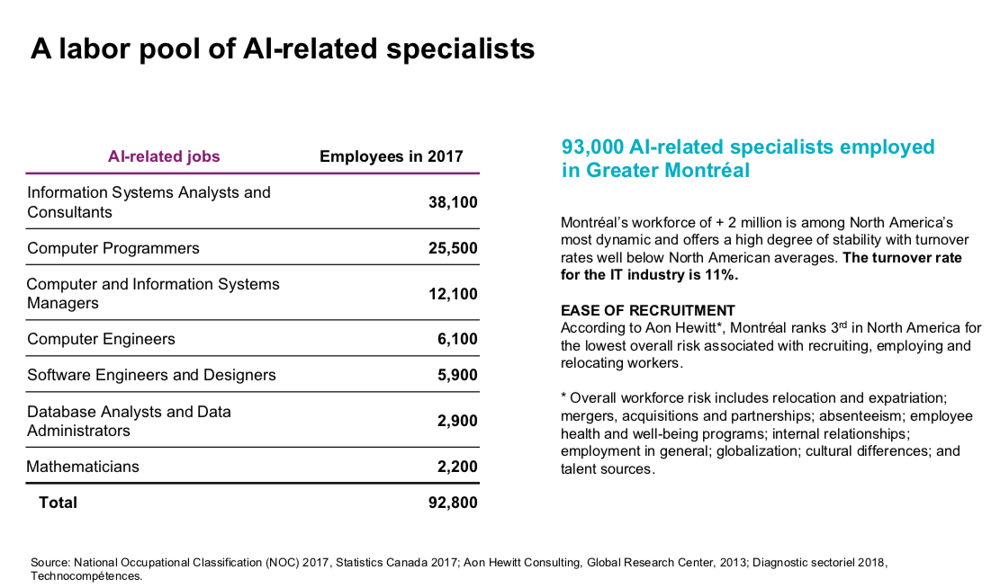 A labor pool of AI-related specialists
AI-related jobs Employees in 2017
Information Systems Analysts and
Consultants 38,100
Computer Programmers 25,500
Computer and Information Systems
Managers 12,100
Computer Engineers 6,100
Software Engineers and Designers 5,900
Database Analysts and Data
Administrators 2,900
Mathematicians 2,200
Total 92,800
93,000 AI-related specialists employed
in Greater Montréal
Montréal’s workforce of + 2 million is among North America’s
most dynamic and offers a high degree of stability with turnover
rates well below North American averages. The turnover rate
for the IT industry is 11%.
EASE OF RECRUITMENT
According to Aon Hewitt*, Montréal ranks 3rd in North America for
the lowest overall risk associated with recruiting, employing and
relocating workers.
* Overall workforce risk includes relocation and expatriation;
mergers, acquisitions and partnerships; absenteeism; employee
health and well-being programs; internal relationships;
employment in general; globalization; cultural differences; and
talent sources.
Source: National Occupational Classification (NOC) 2017, Statistics Canada 2017; Aon Hewitt Consulting, Global Research Center, 2013; Diagnostic sectoriel 2018,
Technocompétences.